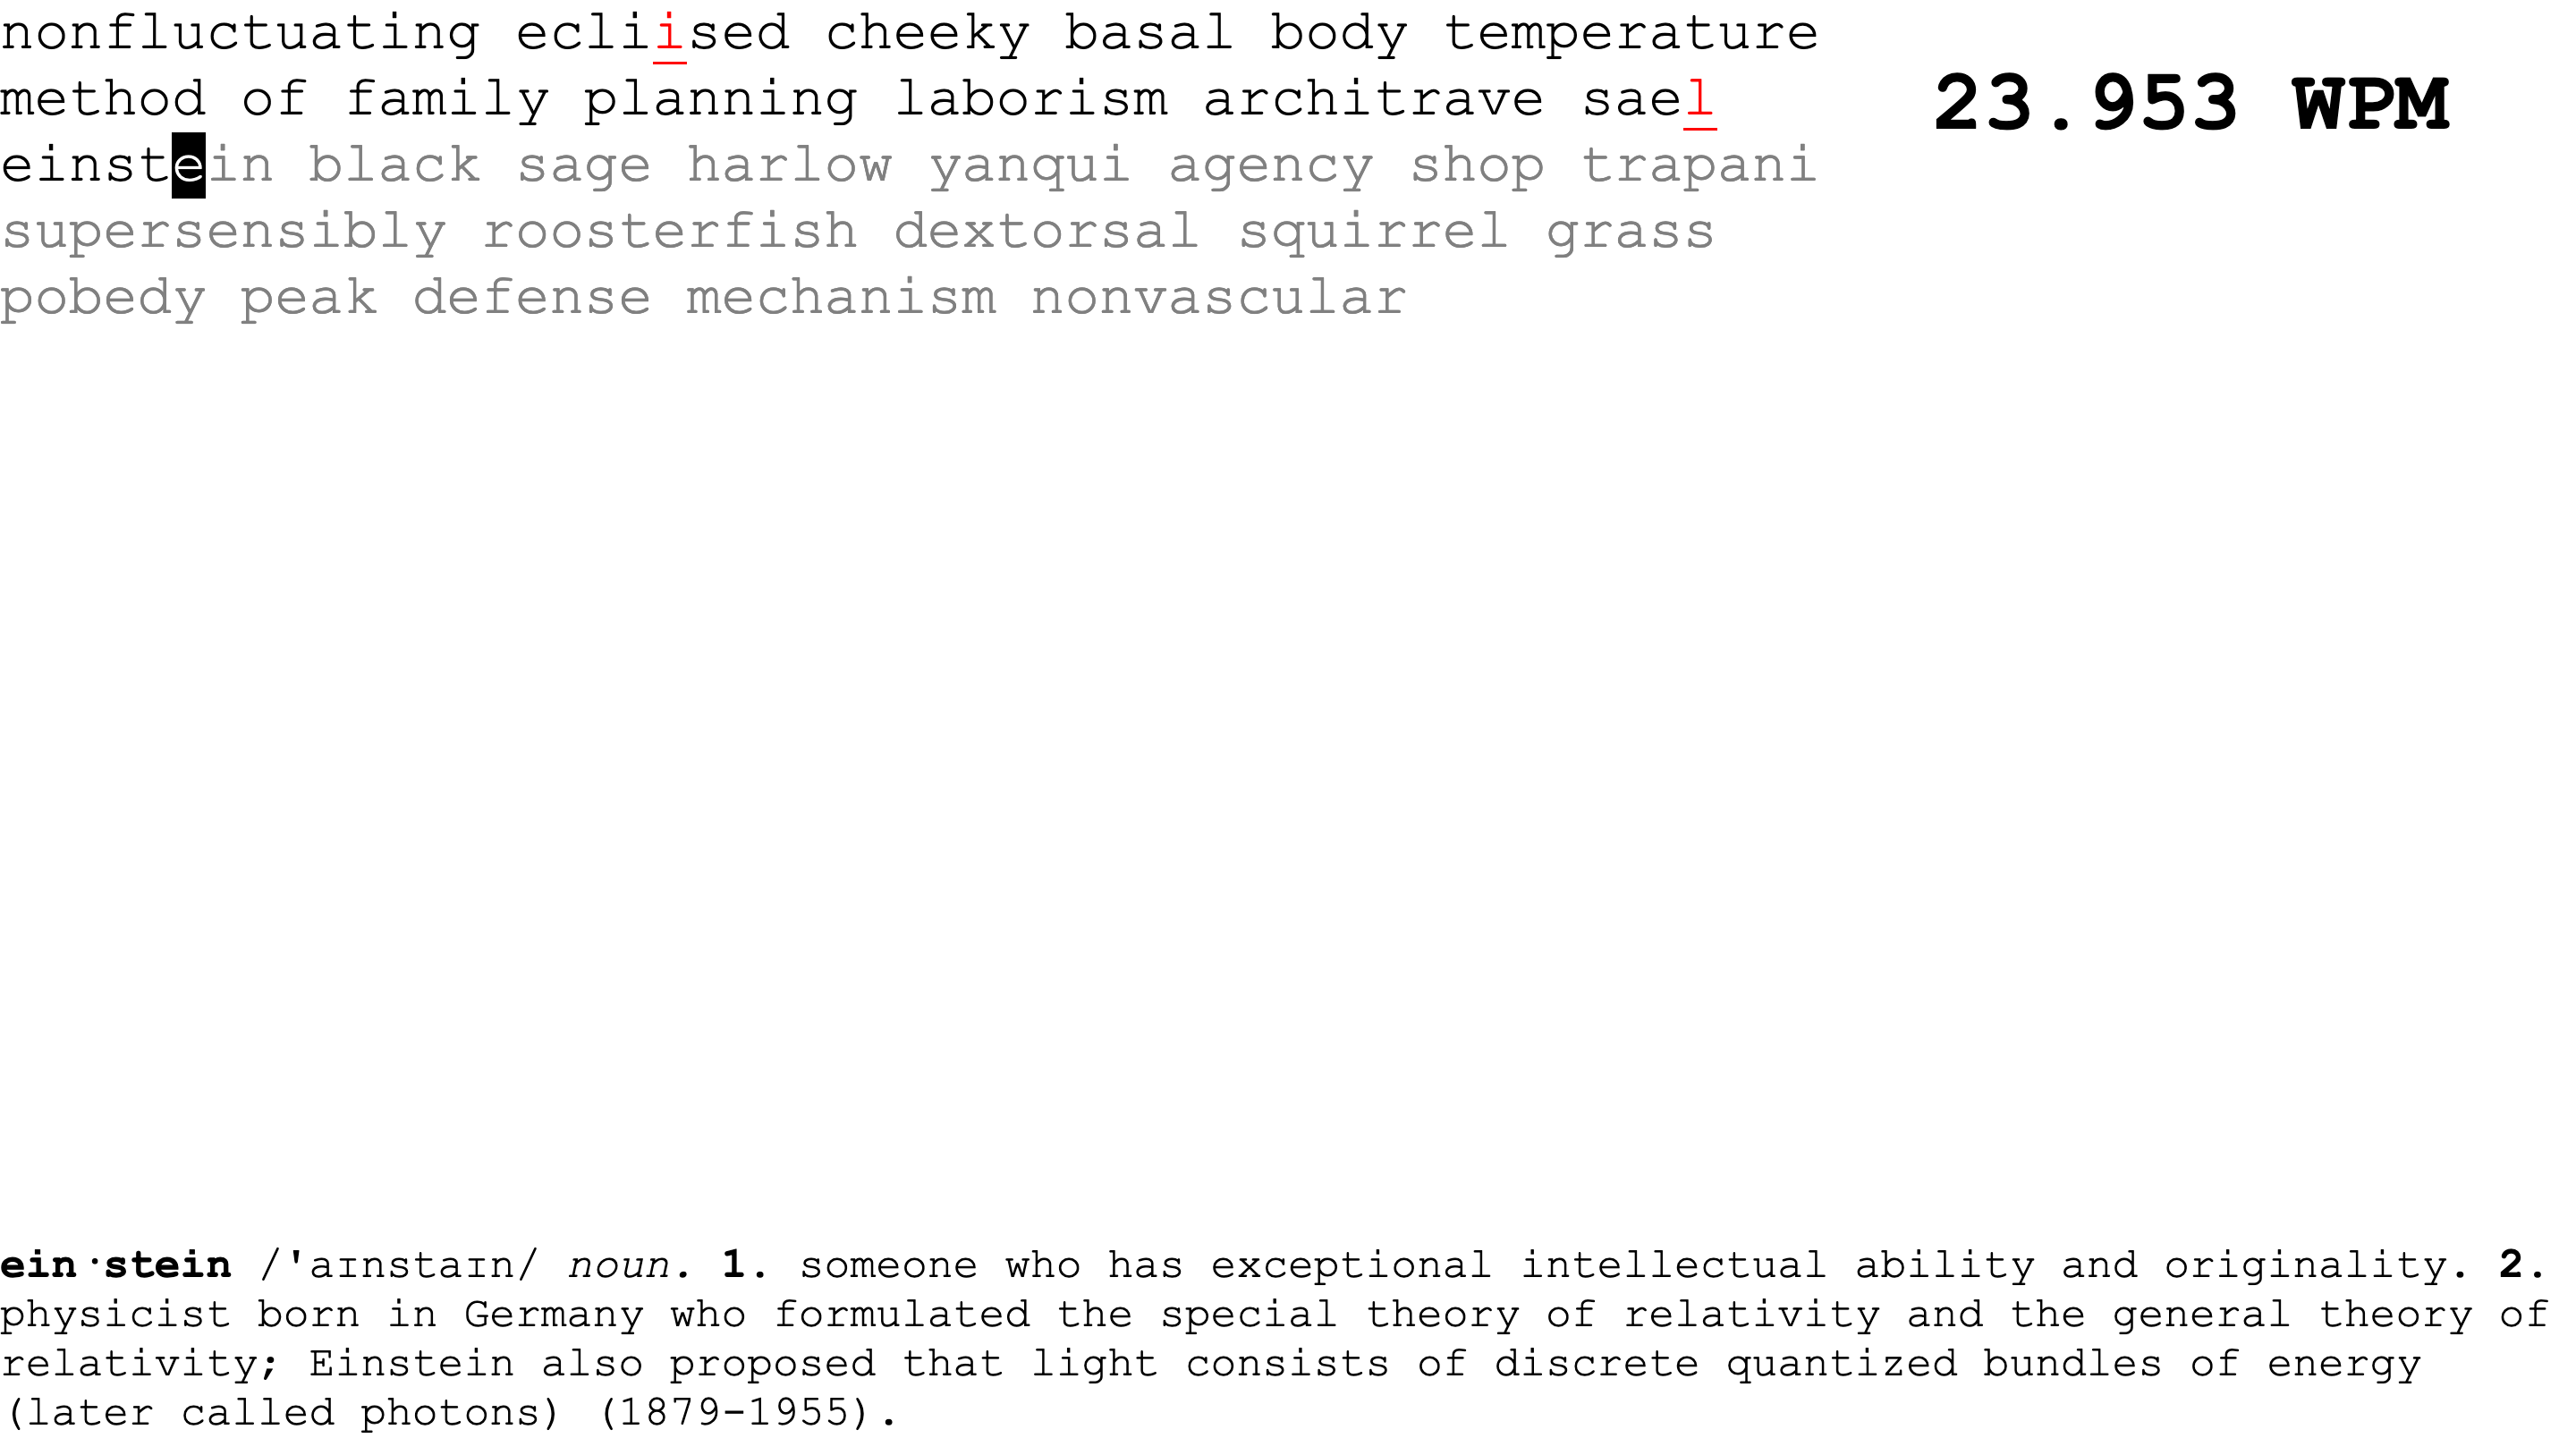 nonfluctuating ecliised cheeky basal body temperature
method of family planning laborism architrave sael
23.953 WPM
einstein black sage harlow yanqui agency shop trapani
supersensibly roosterfish dextorsal squirrel grass
pobedy peak defense mechanism nonvascular
ein·stein /'aɪnstaɪn/ noun. 1. someone who has exceptional intellectual ability and originality. 2.
physicist born in Germany who formulated the special theory of relativity and the general theory of
relativity; Einstein also proposed that light consists of discrete quantized bundles of energy
(later called photons) (1879-1955).